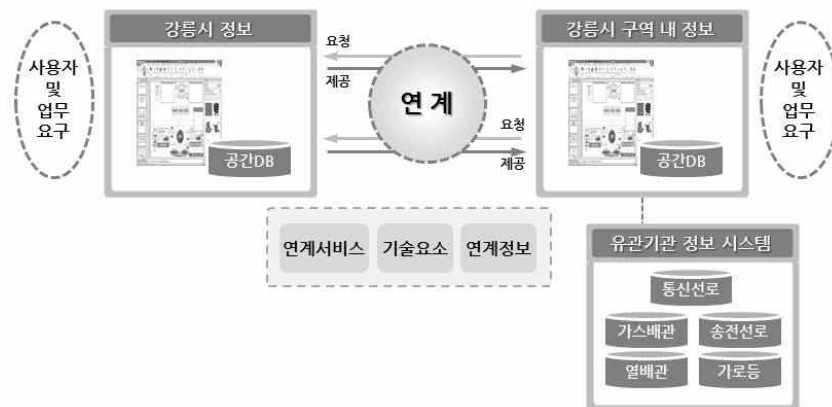 강릉시 정보
강릉시 구역 내 정보
사용자
및
업무
요구
공간DB
요청
제공
연 계
요청
제공
공간DB
사용자
및
업무
요구
연계서비스
기술요소
연계정보
유관기관 정보 시스템
통신선로
가스배관
송전선로
열배관
가로등